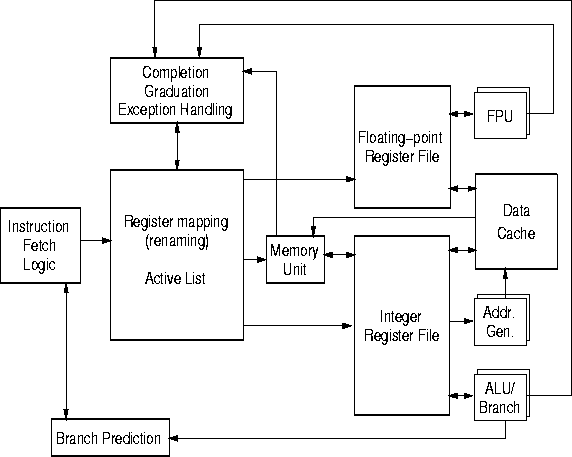 Completion
Graduation
Exception Handling
Floating-point
Register File
FPU
Instruction
Fetch
Logic
Register mapping
(renaming)
Active List
Memory
Unit
Data
Cache
Integer
Register File
Addr.
Gen.
ALU/
Branch
Branch Prediction